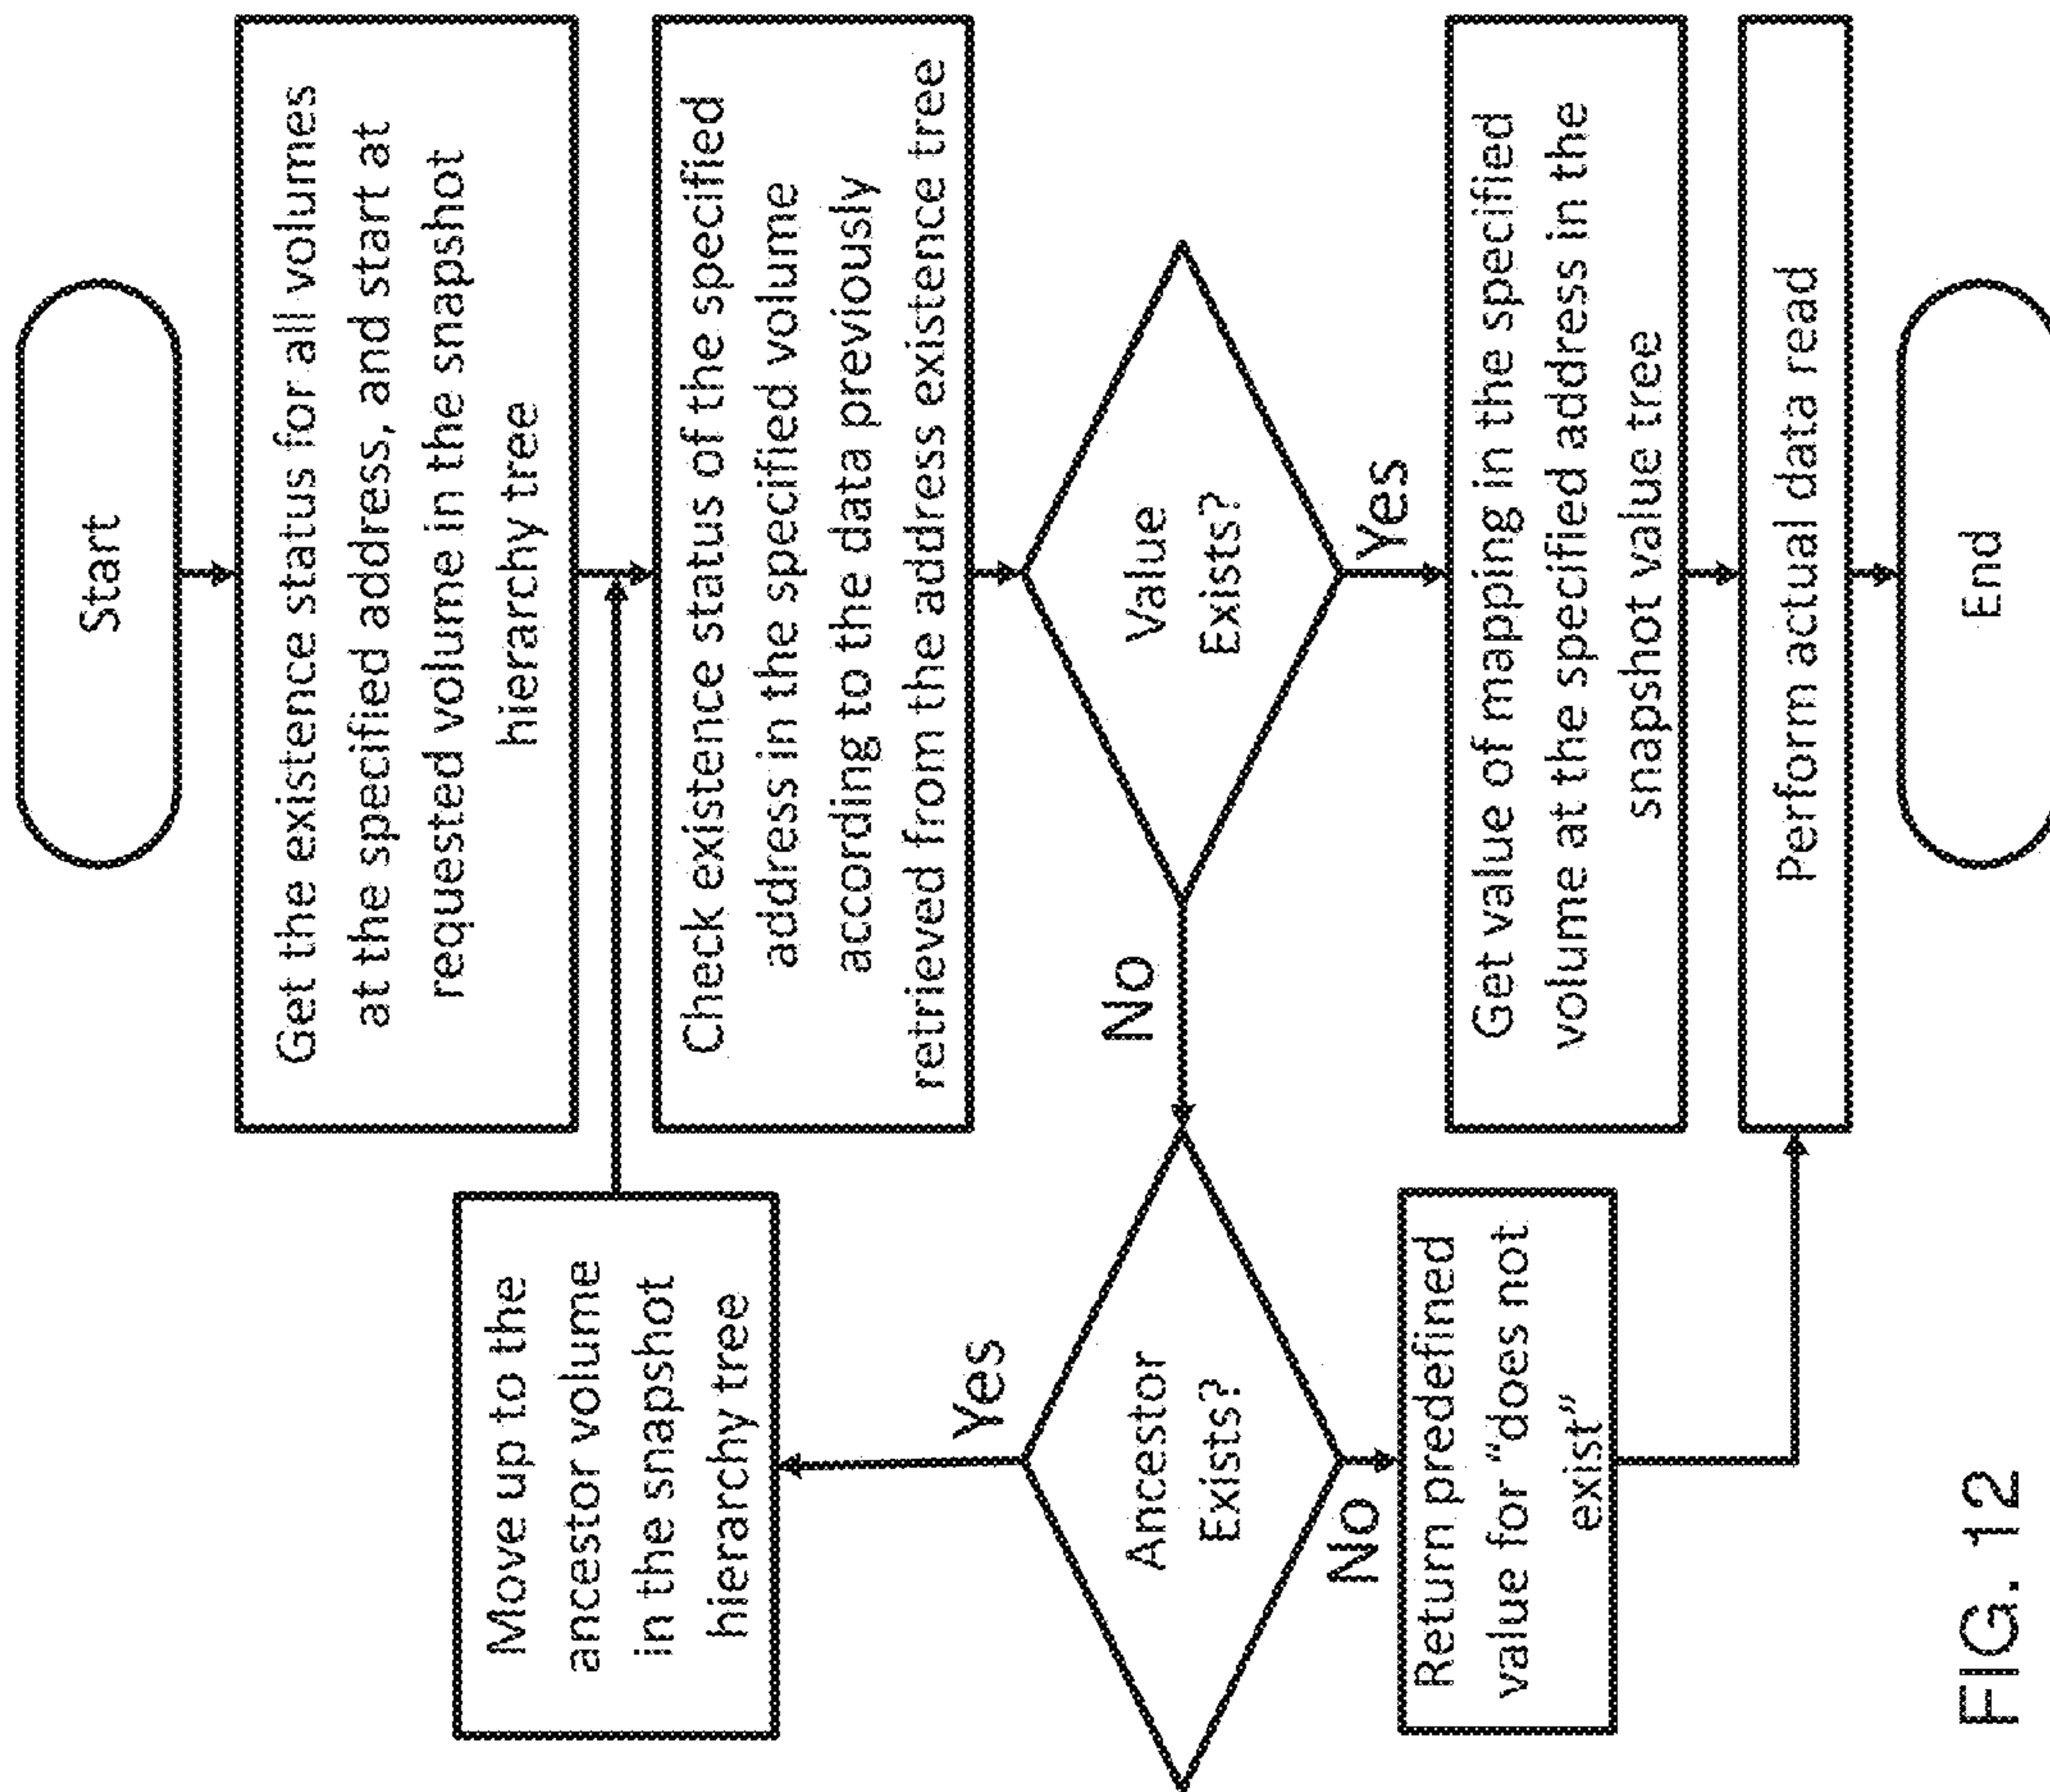 Start
Get the existence status for all volumes
at the specified address, and start at
requested volume in the snapshot
hierarchy tree
Check existence status of the specified
address in the specified volume
according to the data previously
retrieved from the address existence tree
Value
Exists?
Yes
No
Get value of mapping in the specified
volume at the specified address in the
snapshot value tree
Perform actual data read
End
Move up to the
ancestor volume
in the snapshot
hierarchy tree
Yes
Ancestor
Exists?
No
Return predefined
value for “does not
exist”
FIG. 12